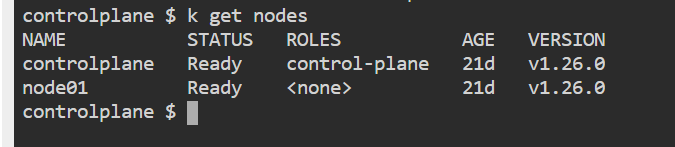 controlplane $ k get nodes
NAME           STATUS   ROLES           AGE   VERSION
controlplane   Ready    control-plane   21d   v1.26.0
node01         Ready    <none>          21d   v1.26.0
controlplane $